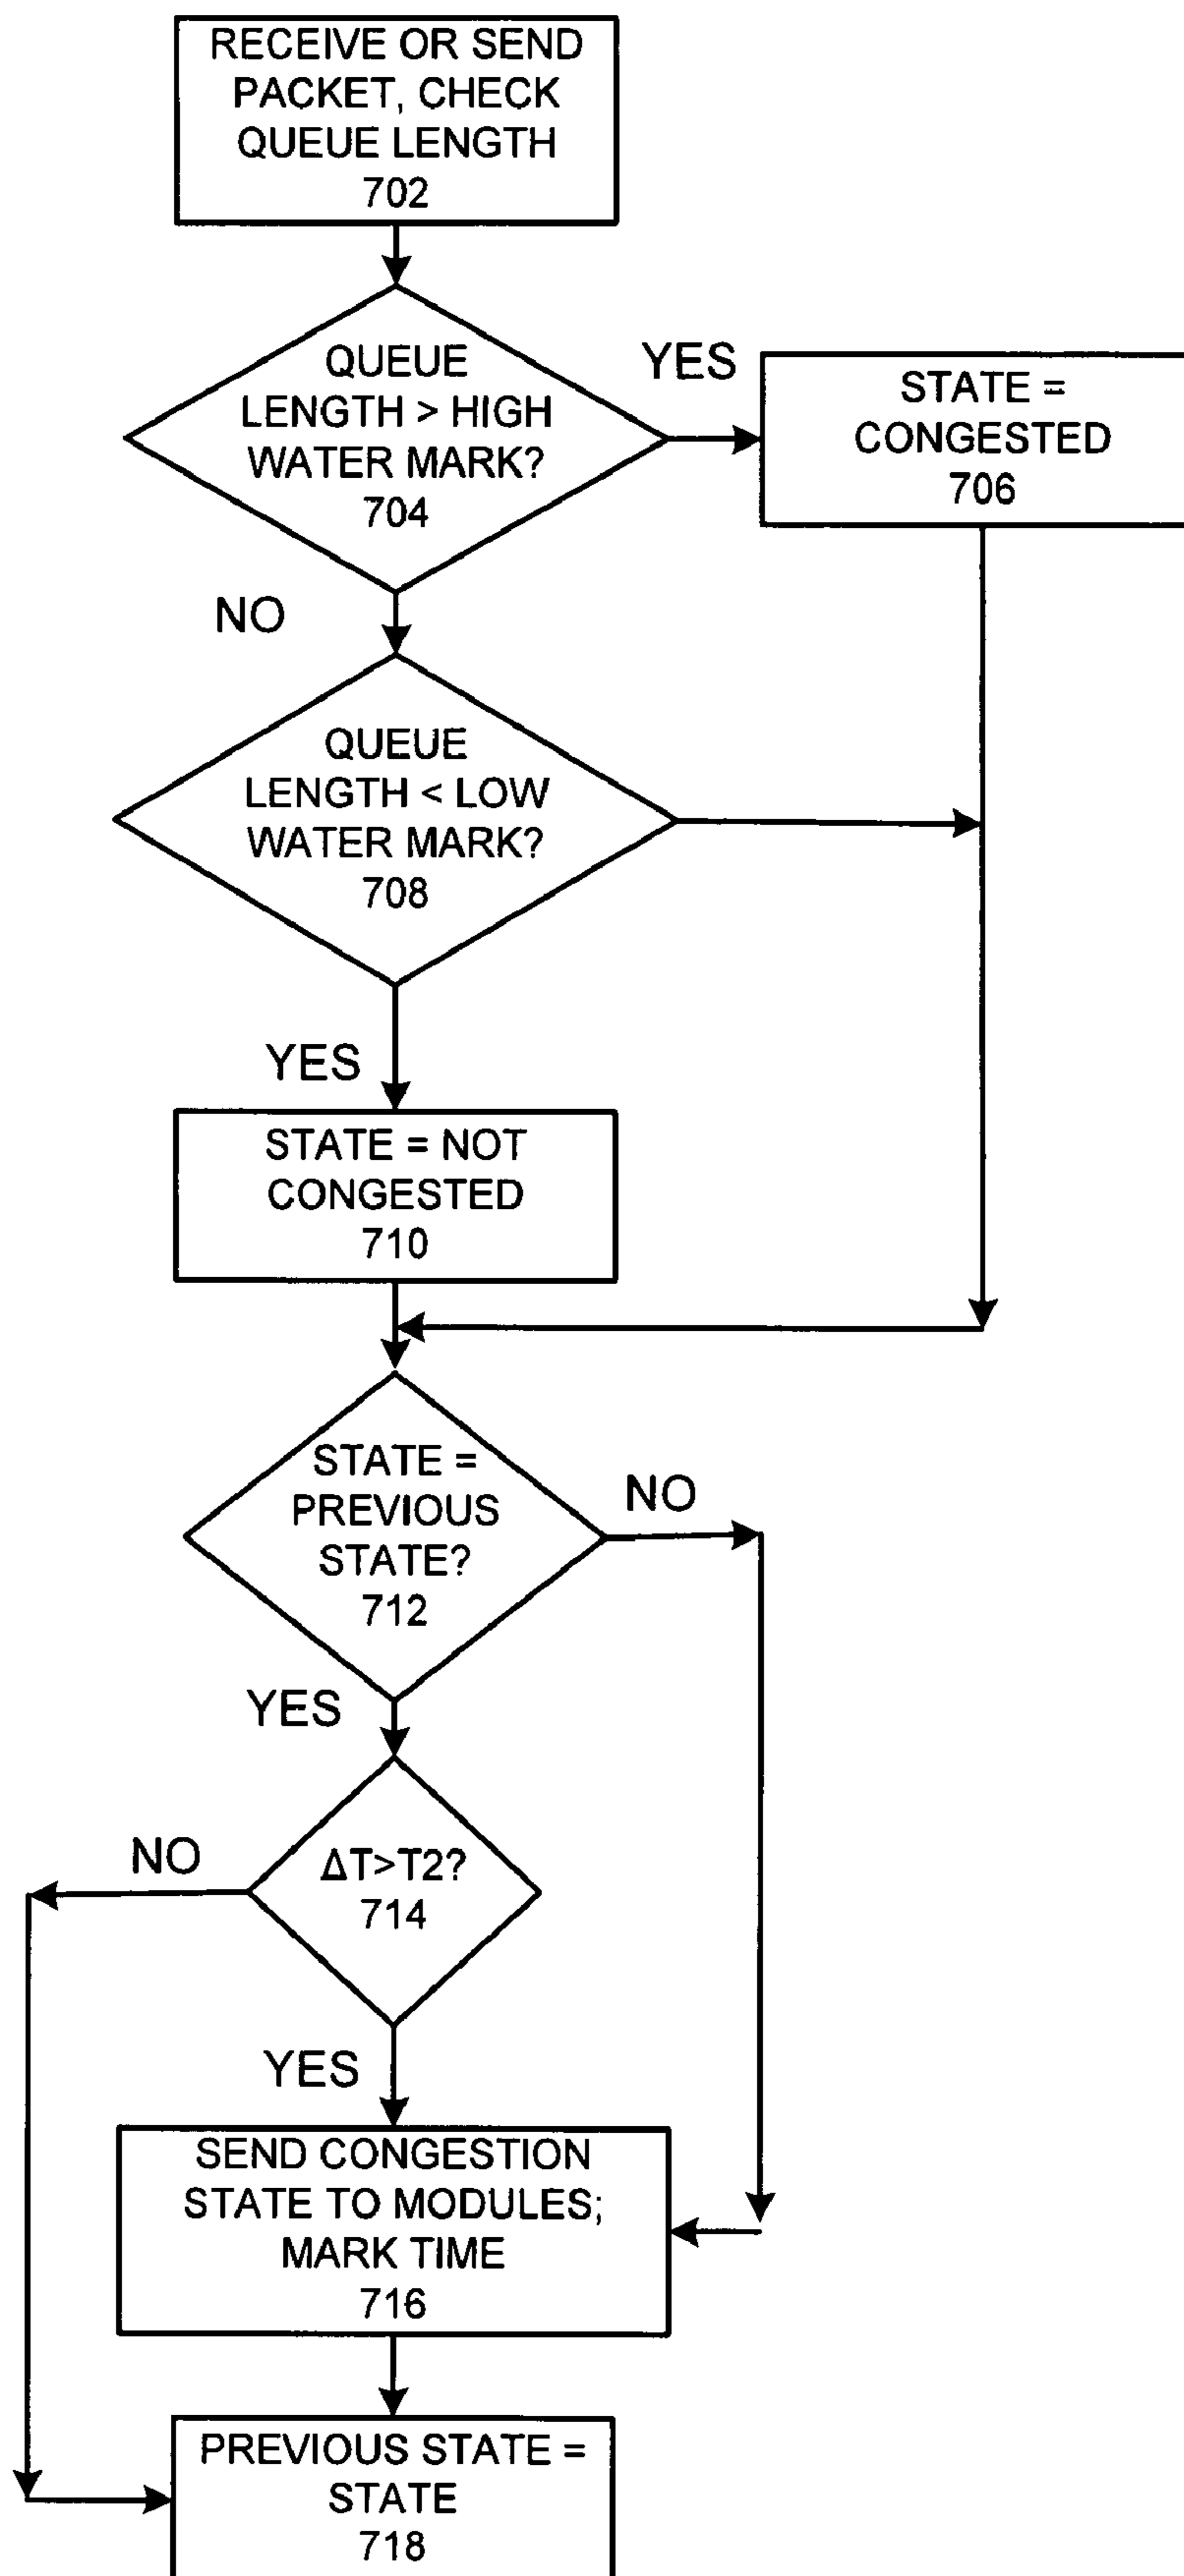 RECEIVE OR SEND
PACKET, CHECK
QUEUE LENGTH
702
QUEUE
LENGTH > HIGH
WATER MARK?
704
YES
STATE =
CONGESTED
706
NO
QUEUE
LENGTH < LOW
WATER MARK?
708
YES
STATE = NOT
CONGESTED
710
STATE =
PREVIOUS
STATE?
712
NO
YES
ΔT>T2?
714
NO
YES
SEND CONGESTION
STATE TO MODULES;
MARK TIME
716
PREVIOUS STATE =
STATE
718